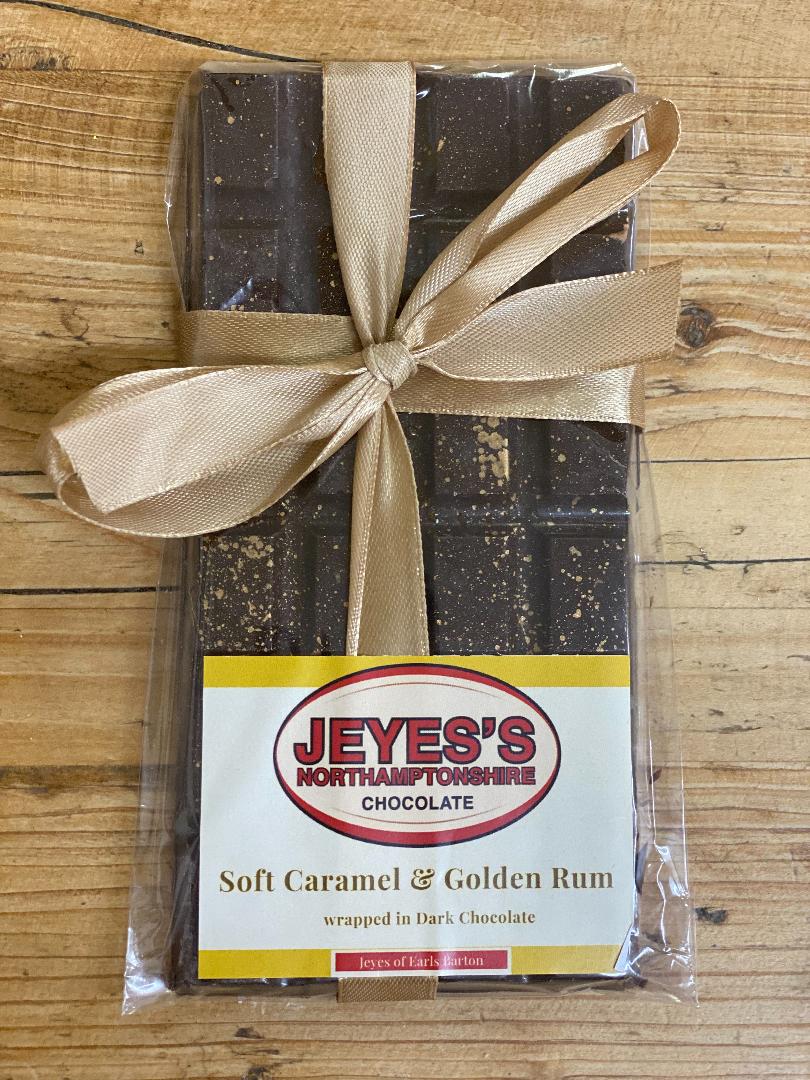 JEYES'S
NORTHAMPTONSHIRE
CHOCOLATE
Soft Caramel & Golden Rum
wrapped in Dark Chocolate
Jeyes of Earls Barton